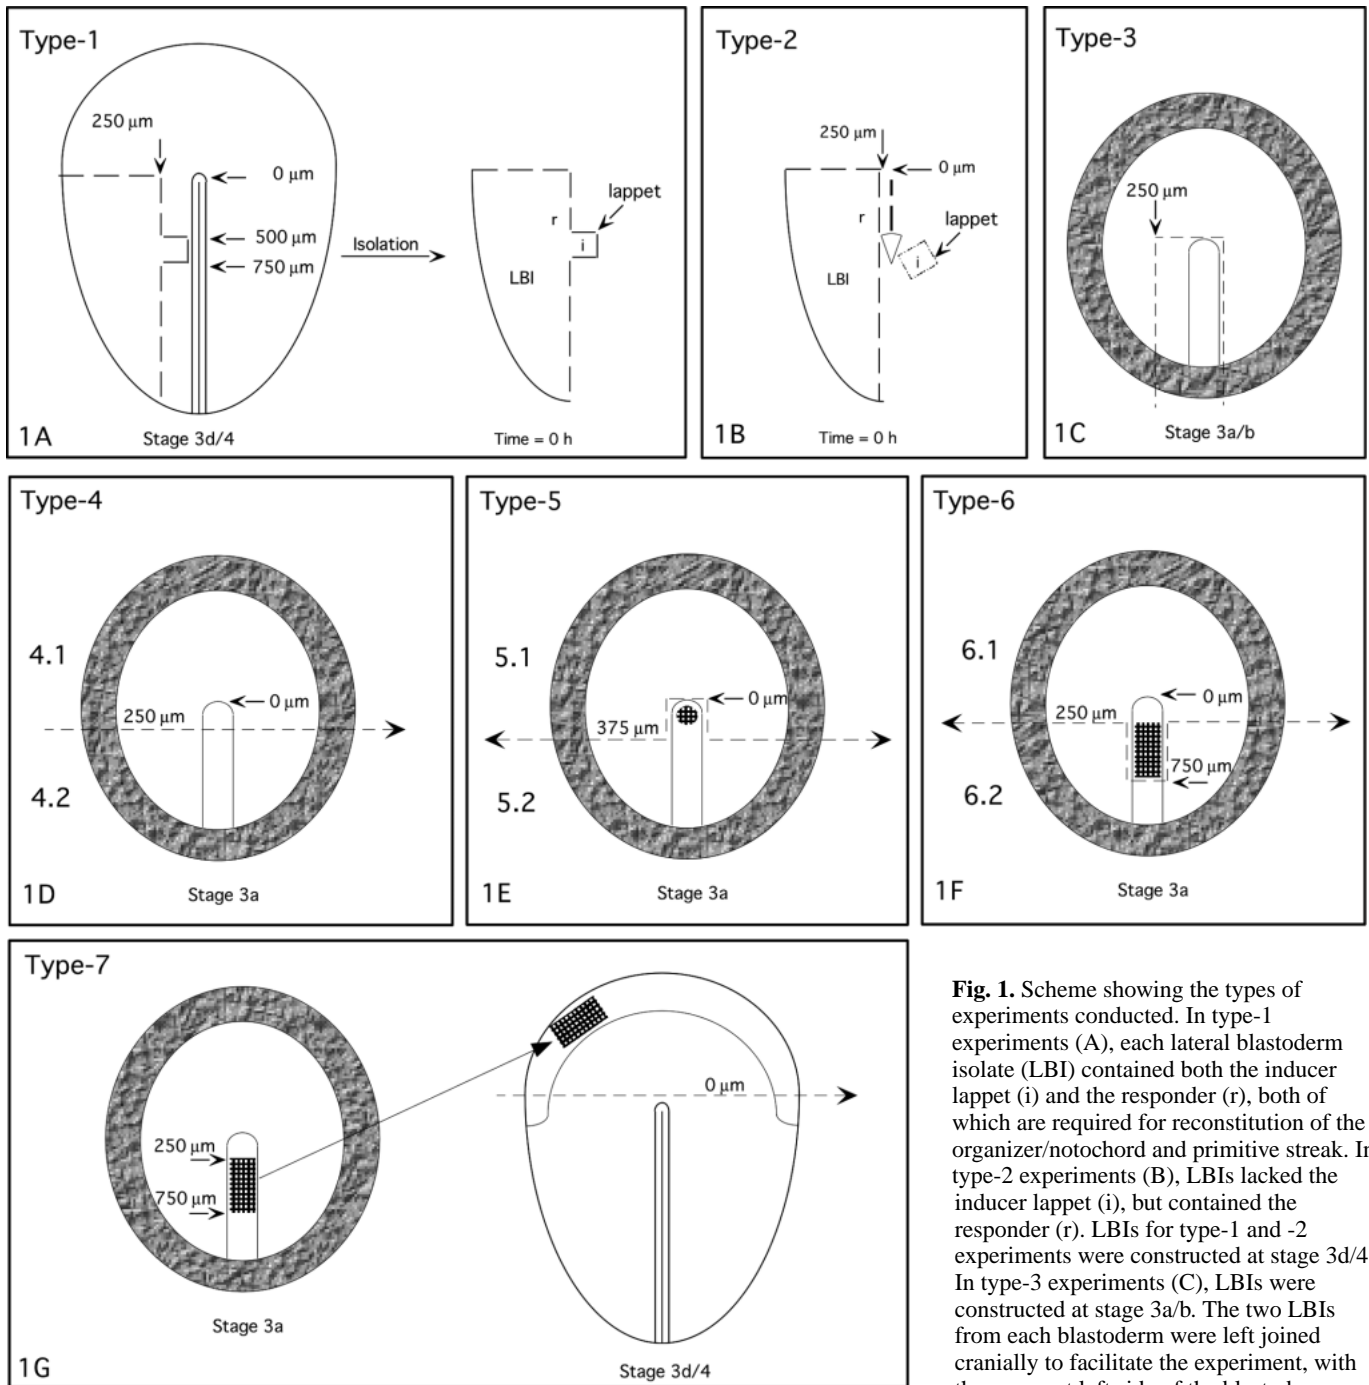 Type-1
250 µm
0 µm
500 µm
750 µm
Isolation
lappet
r
i
LBI
1A
Stage 3d/4
Time = 0 h
Type-2
250 µm
0 µm
r
lappet
i
LBI
1B
Time = 0 h
Type-3
250 µm
1C
Stage 3a/b
Type-4
4.1
0 µm
250 µm
4.2
1D
Stage 3a
Type-5
5.1
0 µm
375 µm
5.2
1E
Stage 3a
Type-6
6.1
0 µm
250 µm
750 µm
6.2
1F
Stage 3a
Type-7
250 µm
750 µm
0 µm
Stage 3a
Stage 3d/4
1G
Fig. 1. Scheme showing the types of
experiments conducted. In type-1
experiments (A), each lateral blastoderm
isolate (LBI) contained both the inducer
lappet (i) and the responder (r), both of
which are required for reconstitution of the
organizer/notochord and primitive streak. In
type-2 experiments (B), LBIs lacked the
inducer lappet (i), but contained the
responder (r). LBIs for type-1 and -2
experiments were constructed at stage 3d/4
In type-3 experiments (C), LBIs were
constructed at stage 3a/b. The two LBIs
from each blastoderm were left joined
cranially to facilitate the experiment, with